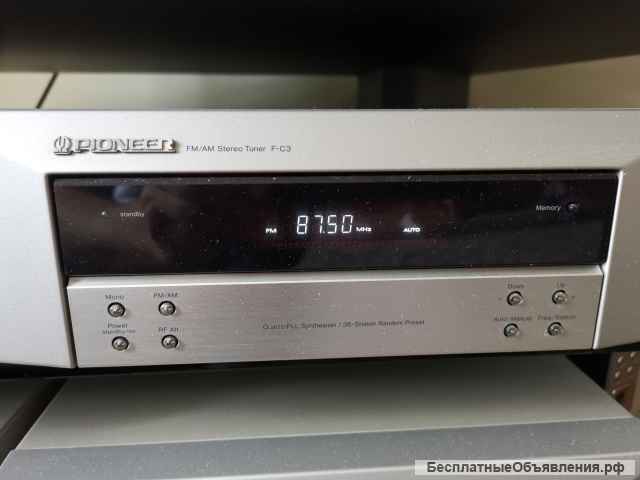 PIONEER FM/AM Stereo Tuner F-C3
standby
FM 87.50 MHz AUTO
Memory
Mono FM/AM
Power standby/on RF Att
Quartz-PLL Synthesizer / 36-Station Random Preset
Down Up
- +
Auto/Manual Freq./Station
БесплатныеОбъявления.рф